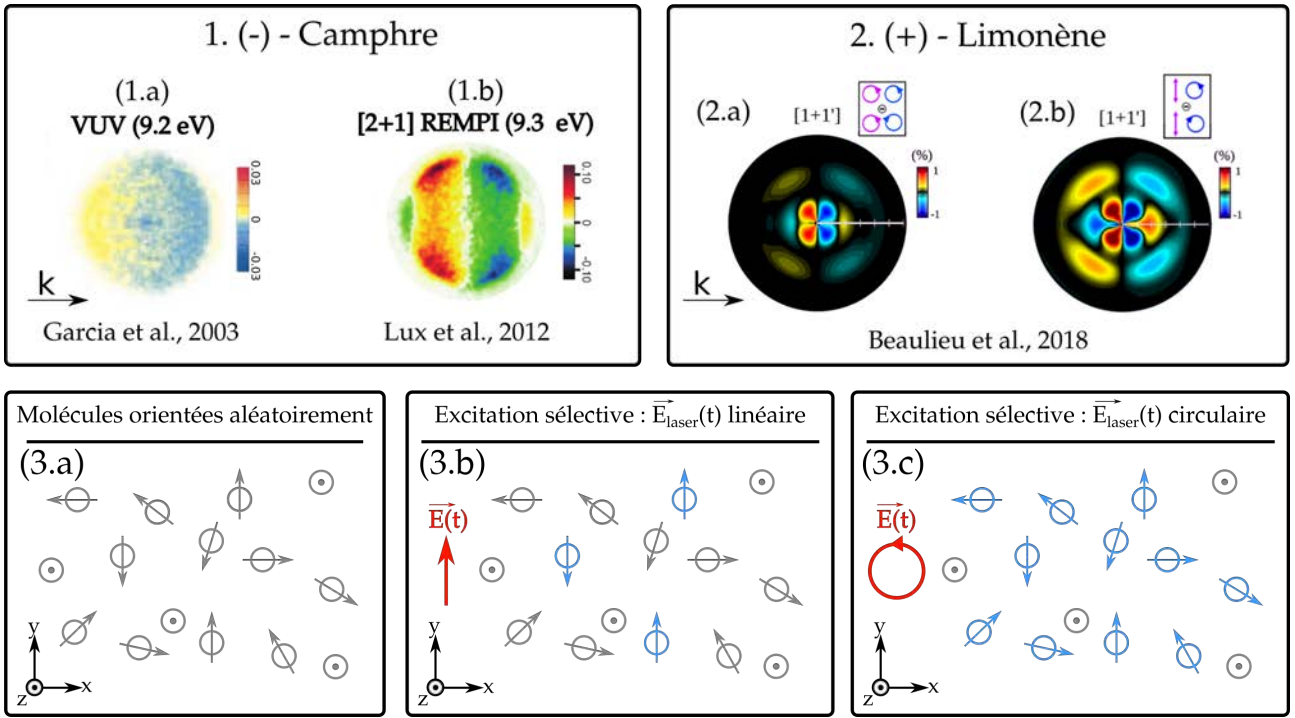 1. (-) - Camphre
(1.a)
VUV (9.2 eV)
0.03
0
-0.03
(1.b)
[2+1] REMPI (9.3 eV)
0.10
0
-0.10
k
Garcia et al., 2003
Lux et al., 2012
2. (+) - Limonène
(2.a)
[1+1']
(%)
1
-1
(2.b)
[1+1']
(%)
1
-1
k
Beaulieu et al., 2018
Molécules orientées aléatoirement
(3.a)
y
z
x
Excitation sélective : E laser(t) linéaire
(3.b)
E(t)
y
z
x
Excitation sélective : E laser(t) circulaire
(3.c)
E(t)
y
z
x